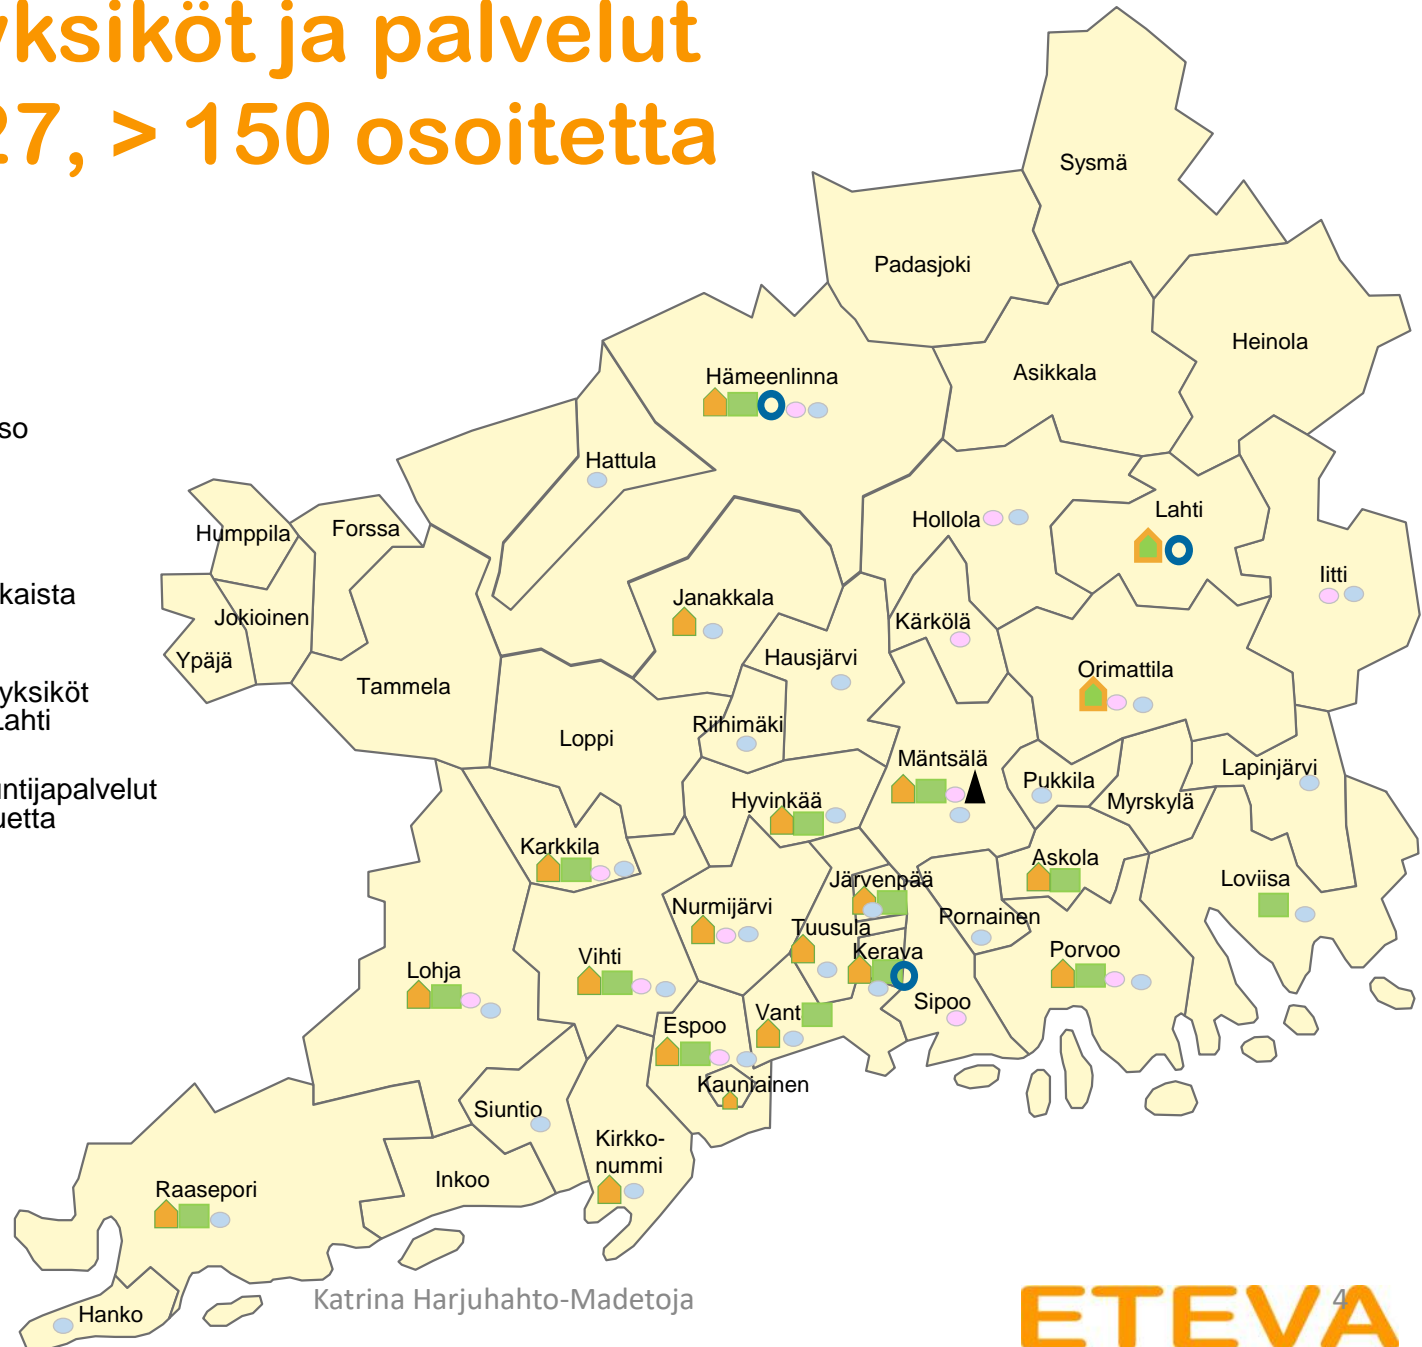 yksiköt ja palvelut
27, > 150 osoitetta
so
kaista
yksiköt
Lahti
ntijapalvelut
uetta
Sysmä
Padasjoki
Heinola
Asikkala
Hämeenlinna
Hattula
Lahti
Hollola
Humppila
Forssa
Iitti
Janakkala
Jokioinen
Kärkölä
Ypäjä
Hausjärvi
Orimattila
Tammela
Riihimäki
Loppi
Mäntsälä
Lapinjärvi
Pukkila
Hyvinkää
Myrskylä
Karkkila
Askola
Järvenpää
Loviisa
Nurmijärvi
Pornainen
Tuusula
Kerava
Porvoo
Vihti
Lohja
Sipoo
Vant
Espoo
Kauniainen
Siuntio
Kirkko-
nummi
Inkoo
Raasepori
Hanko
Katrina Harjuhahto-Madetoja
4
ETEVA